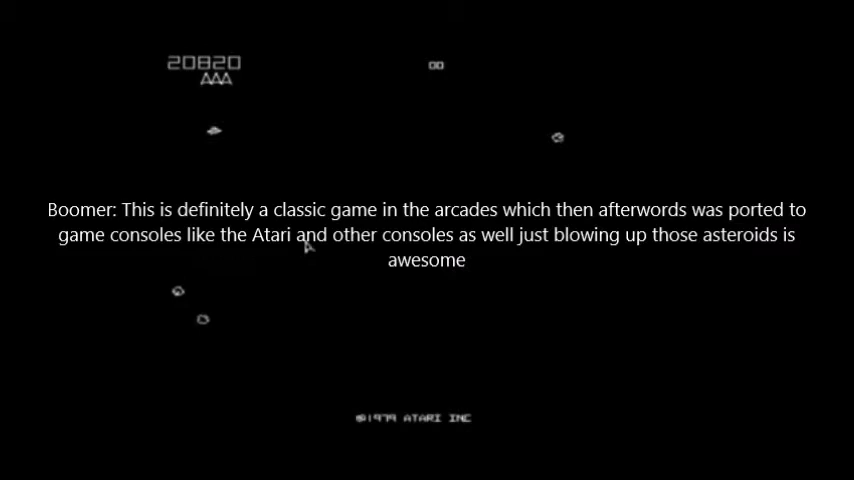 20820
00
Boomer: This is definitely a classic game in the arcades which then afterwords was ported to
game consoles like the Atari and other consoles as well just blowing up those asteroids is
awesome
©1979 ATARI INC